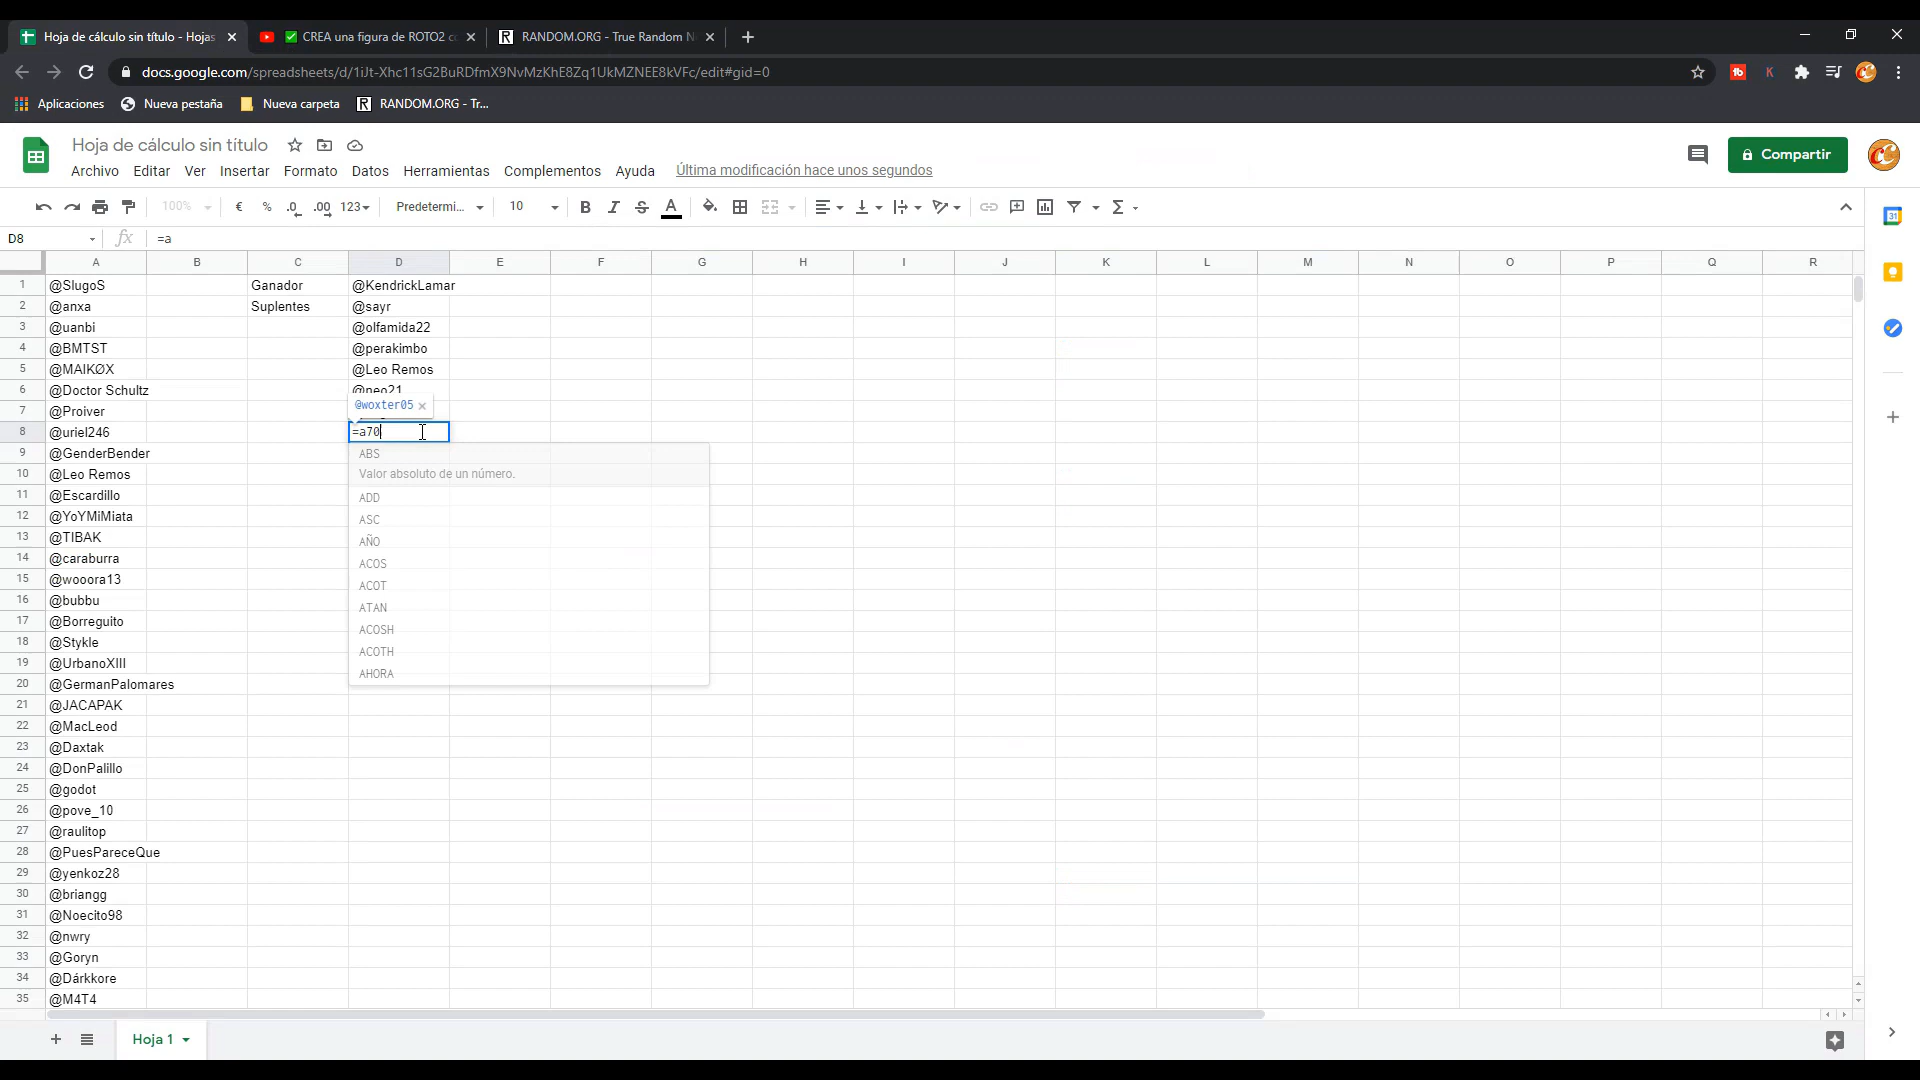 Hoja de cálculo sin título - Hojas
CREA una figura de ROTO2 c
RANDOM.ORG - True Random N
docs.google.com/spreadsheets/d/1iJt-Xhc11sG2BuRDfmX9NvMzKhE8Zq1UkMZNEE8kVFc/edit#gid=0
Aplicaciones Nueva pestaña Nueva carpeta RANDOM.ORG - Tr...
Hoja de cálculo sin título
Archivo Editar Ver Insertar Formato Datos Herramientas Complementos Ayuda Última modificación hace unos segundos
Compartir
100% € % .0 .00 123 Predetermi... 10 B I S A
D8 fx =a
A B C D E F G H I J K L M N O P Q R
1 @SlugoS Ganador @KendrickLamar
2 @anxa Suplentes @sayr
3 @uanbi @olfamida22
4 @BMTST @perakimbo
5 @MAIKØX @Leo Remos
6 @Doctor Schultz @neo21
7 @Proiver
@woxter05
8 @uriel246 =a70
9 @GenderBender
10 @Leo Remos
11 @Escardillo
12 @YoYMiMiata
13 @TIBAK
14 @caraburra
15 @wooora13
16 @bubbu
17 @Borreguito
18 @Stykle
19 @UrbanoXIII
20 @GermanPalomares
21 @JACAPAK
22 @MacLeod
23 @Daxtak
24 @DonPalillo
25 @godot
26 @pove_10
27 @raulitop
28 @PuesPareceQue
29 @yenkoz28
30 @briangg
31 @Noecito98
32 @nwry
33 @Goryn
34 @Dárkkore
35 @M4T4
ABS
Valor absoluto de un número.
ADD
ASC
AÑO
ACOS
ACOT
ATAN
ACOSH
ACOTH
AHORA
Hoja 1
31